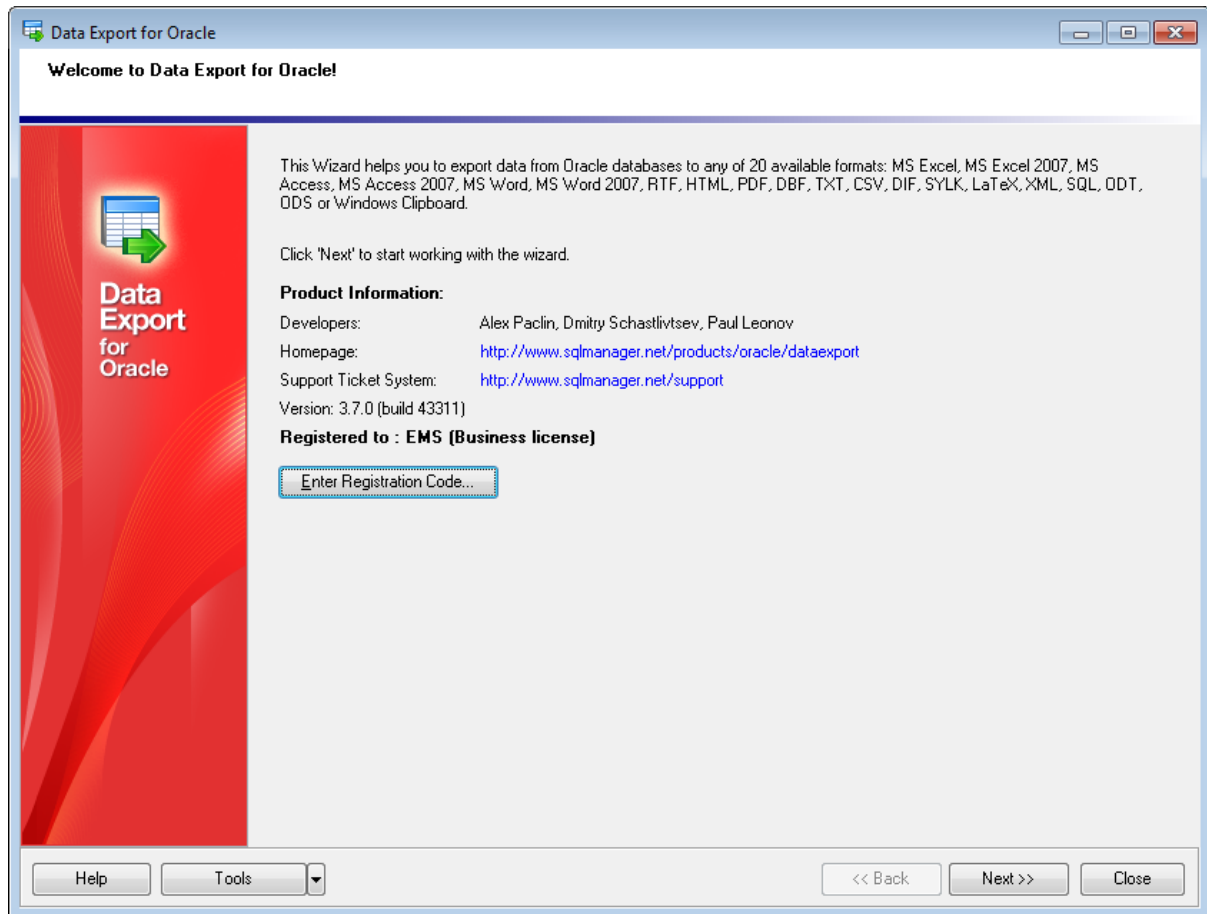 Data Export for Oracle
Welcome to Data Export for Oracle!
This Wizard helps you to export data from Oracle databases to any of 20 available formats: MS Excel, MS Excel 2007, MS
Access, MS Access 2007, MS Word, MS Word 2007, RTF, HTML, PDF, DBF, TXT, CSV, DIF, SYLK, LaTeX, XML, SQL, ODT,
ODS or Windows Clipboard.
Click 'Next' to start working with the wizard.
Data
Export
for
Oracle
Product Information:
Developers: Alex Paclin, Dmitry Schastlivtsev, Paul Leonov
Homepage: http://www.sqlmanager.net/products/oracle/dataexport
Support Ticket System: http://www.sqlmanager.net/support
Version: 3.7.0 (build 43311)
Registered to : EMS (Business license)
Enter Registration Code...
Help Tools << Back Next >> Close